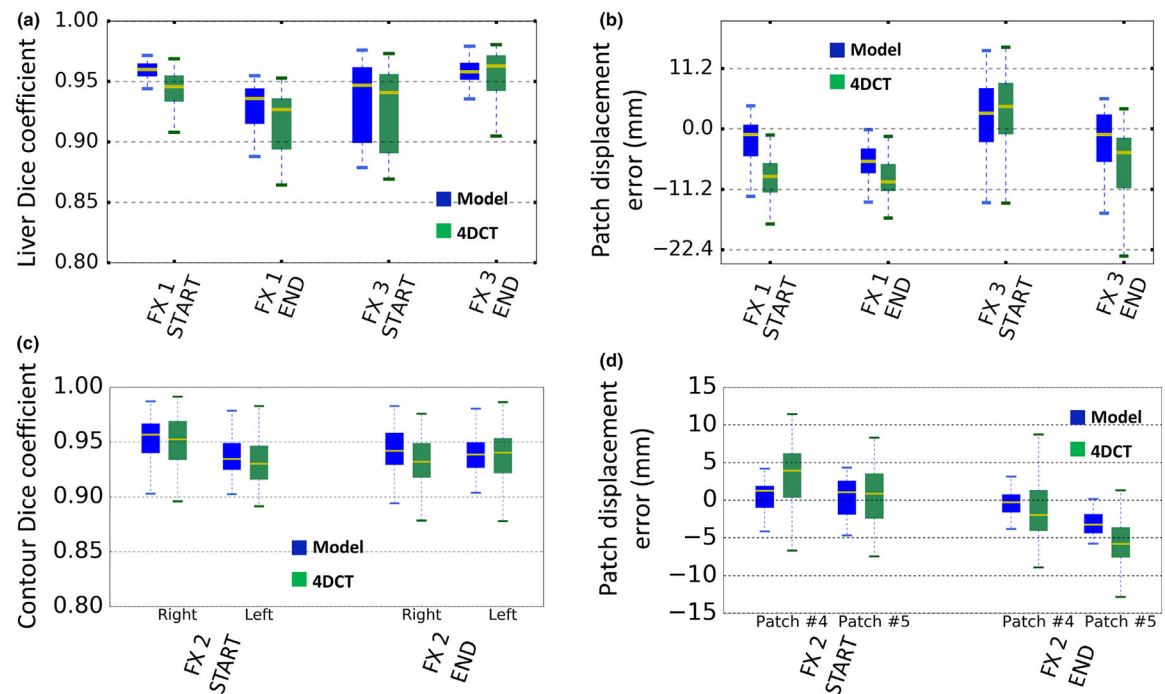 (a)
Liver Dice coefficient
1.00
0.95
0.90
0.85
0.80
Model
4DCT
FX 1
START
FX 1
END
FX 3
START
FX 3
END
(b)
Patch displacement
error (mm)
11.2
0.0
−11.2
−22.4
Model
4DCT
FX 1
START
FX 1
END
FX 3
START
FX 3
END
(c)
Contour Dice coefficient
1.00
0.95
0.90
0.85
0.80
Model
4DCT
Right
Left
Right
Left
FX 2
START
FX 2
END
(d)
Patch displacement
error (mm)
15
10
5
0
−5
−10
−15
Model
4DCT
Patch #4
Patch #5
Patch #4
Patch #5
FX 2
START
FX 2
END